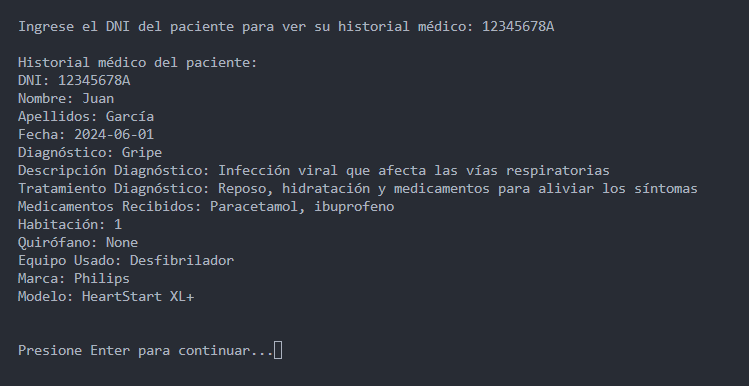 Ingrese el DNI del paciente para ver su historial médico: 12345678A
Historial médico del paciente:
DNI: 12345678A
Nombre: Juan
Apellidos: García
Fecha: 2024-06-01
Diagnóstico: Gripe
Descripción Diagnóstico: Infección viral que afecta las vías respiratorias
Tratamiento Diagnóstico: Reposo, hidratación y medicamentos para aliviar los síntomas
Medicamentos Recibidos: Paracetamol, ibuprofeno
Habitación: 1
Quirófano: None
Equipo Usado: Desfibrilador
Marca: Philips
Modelo: HeartStart XL+
Presione Enter para continuar...